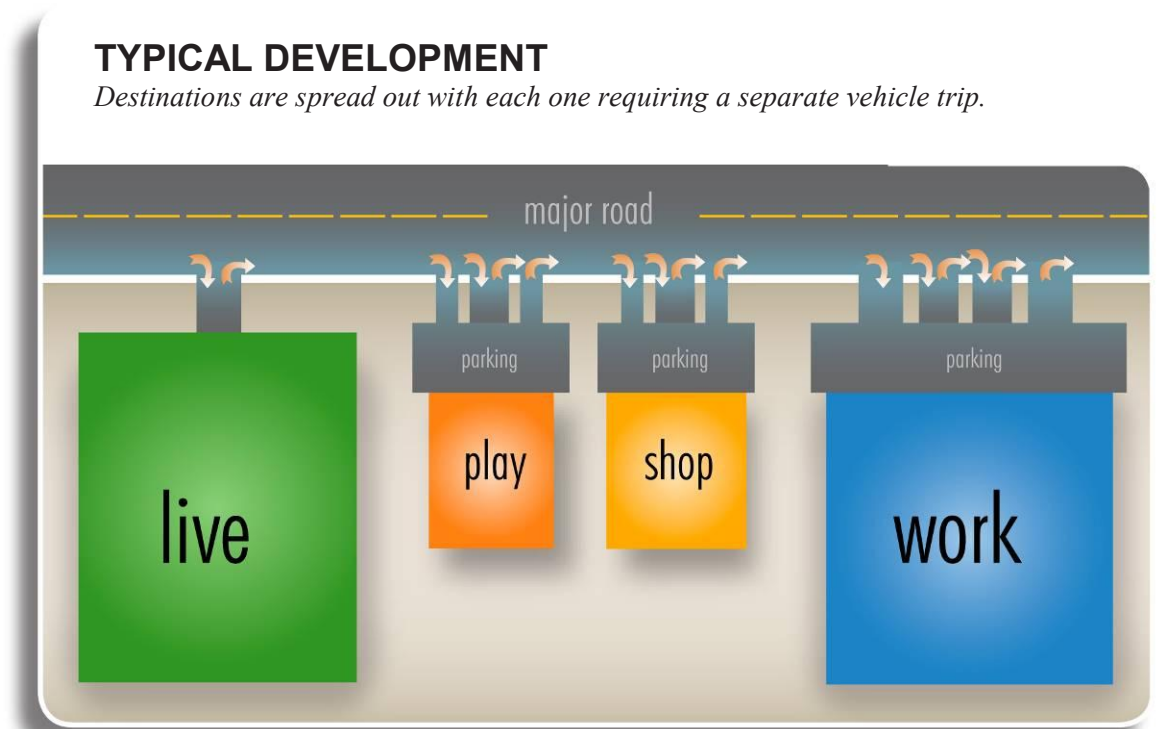 TYPICAL DEVELOPMENT
Destinations are spread out with each one requiring a separate vehicle trip.
major road
parking
parking
parking
play
shop
live
work